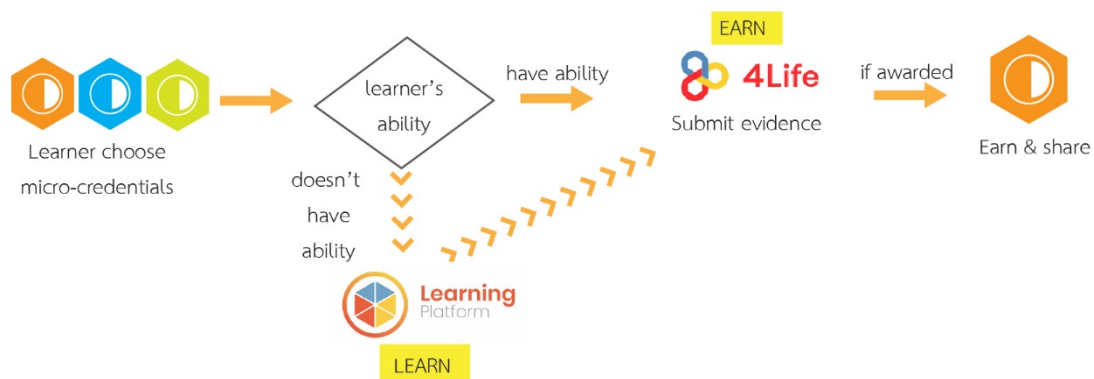 Learner choose
micro-credentials
learner's
ability
have ability
EARN
4Life
Submit evidence
if awarded
Earn & share
doesn't
have
ability
Learning
Platform
LEARN